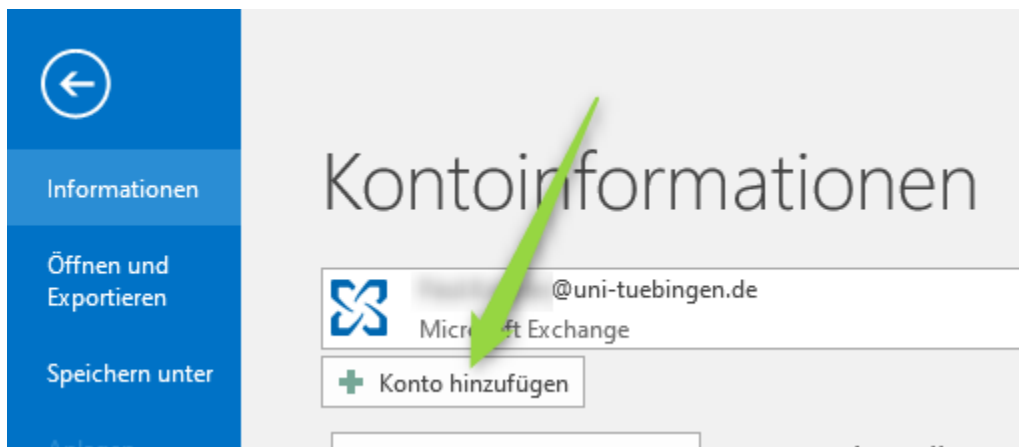 Informationen
Öffnen und
Exportieren
Speichern unter
Kontoinformationen
@uni-tuebingen.de
Microsoft Exchange
Konto hinzufügen